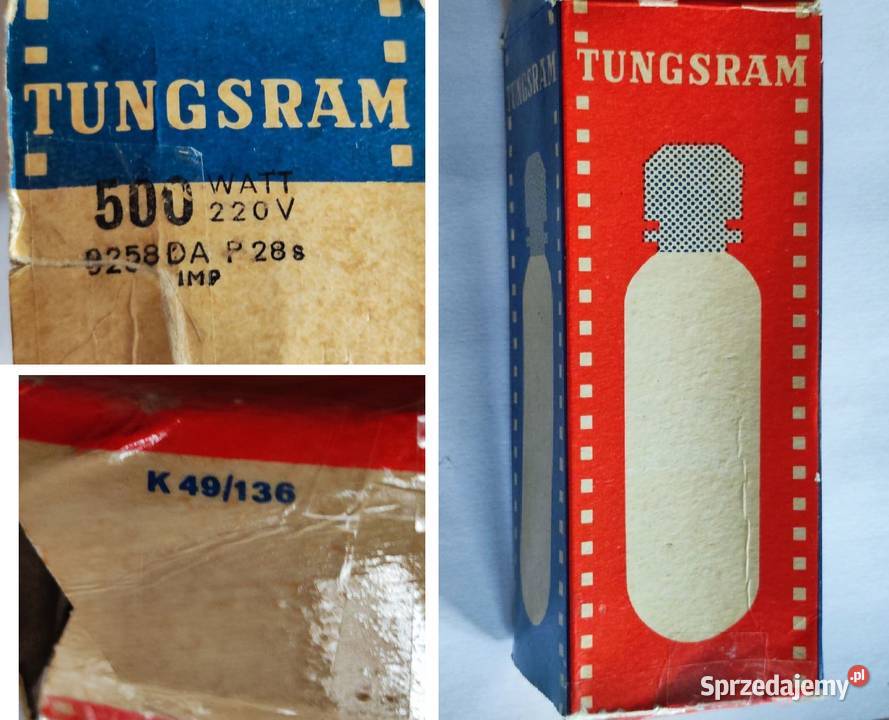 TUNGSRAM
500 WATT
220V
9258DA P 28s
IMP
K 49/136
TUNGSRAM
TUNGSRAM
Sprzedajemy.pl